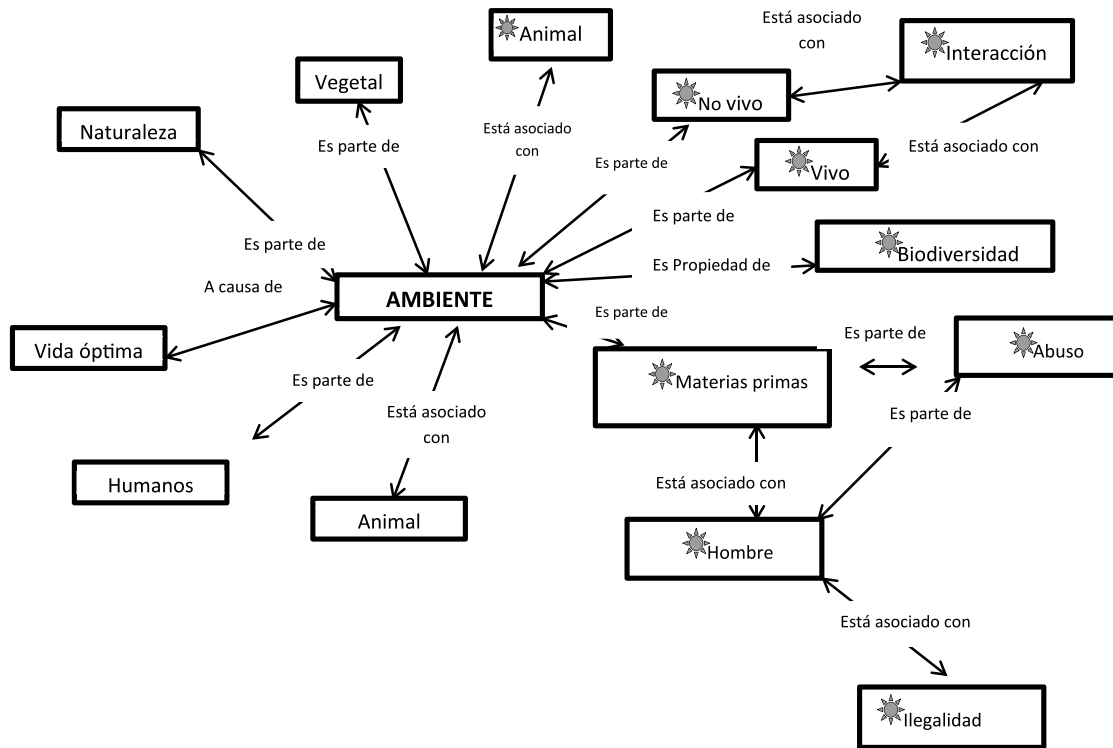 Está asociado
con
Animal
Interacción
Vegetal
No vivo
Naturaleza
Está asociado
con
Es parte de
Está asociado con
Es parte de
Vivo
Es parte de
Es parte de
Biodiversidad
Es Propiedad de
A causa de
AMBIENTE
Es parte de
Es parte de
Abuso
Vida óptima
Materias primas
Es parte de
Está asociado
con
Es parte de
Humanos
Está asociado con
Animal
Hombre
Está asociado con
Ilegalidad